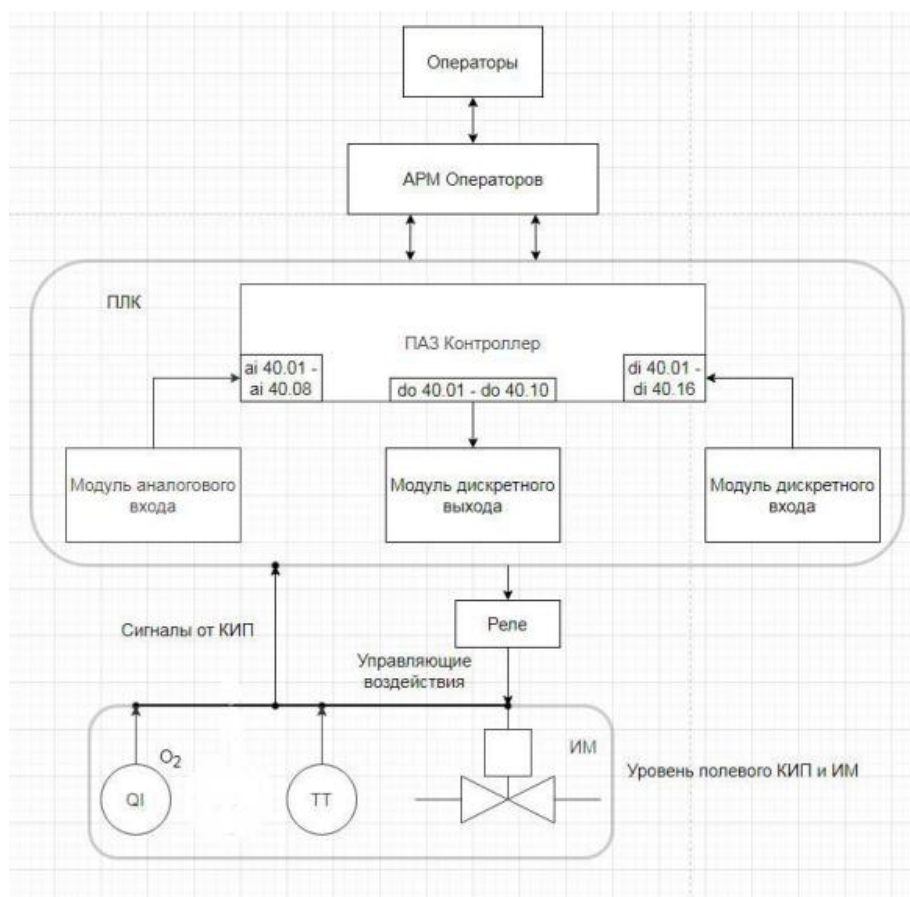 Операторы
АРМ Операторов
ПЛК
ПАЗ Контроллер
ai 40.01 -
ai 40.08
do 40.01 - do 40.10
di 40.01 -
di 40.16
Модуль аналогового
входа
Модуль дискретного
выхода
Модуль дискретного
входа
Сигналы от КИП
Реле
Управляющие
воздействия
O2
QI
TT
ИМ
Уровень полевого КИП и ИМ